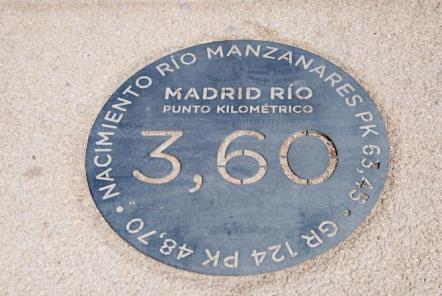 NACIMIENTO RÍO MANZANARES PK 63,45 • GR 124 PK 48,70 •
MADRID RÍO
PUNTO KILOMÉTRICO
3,60